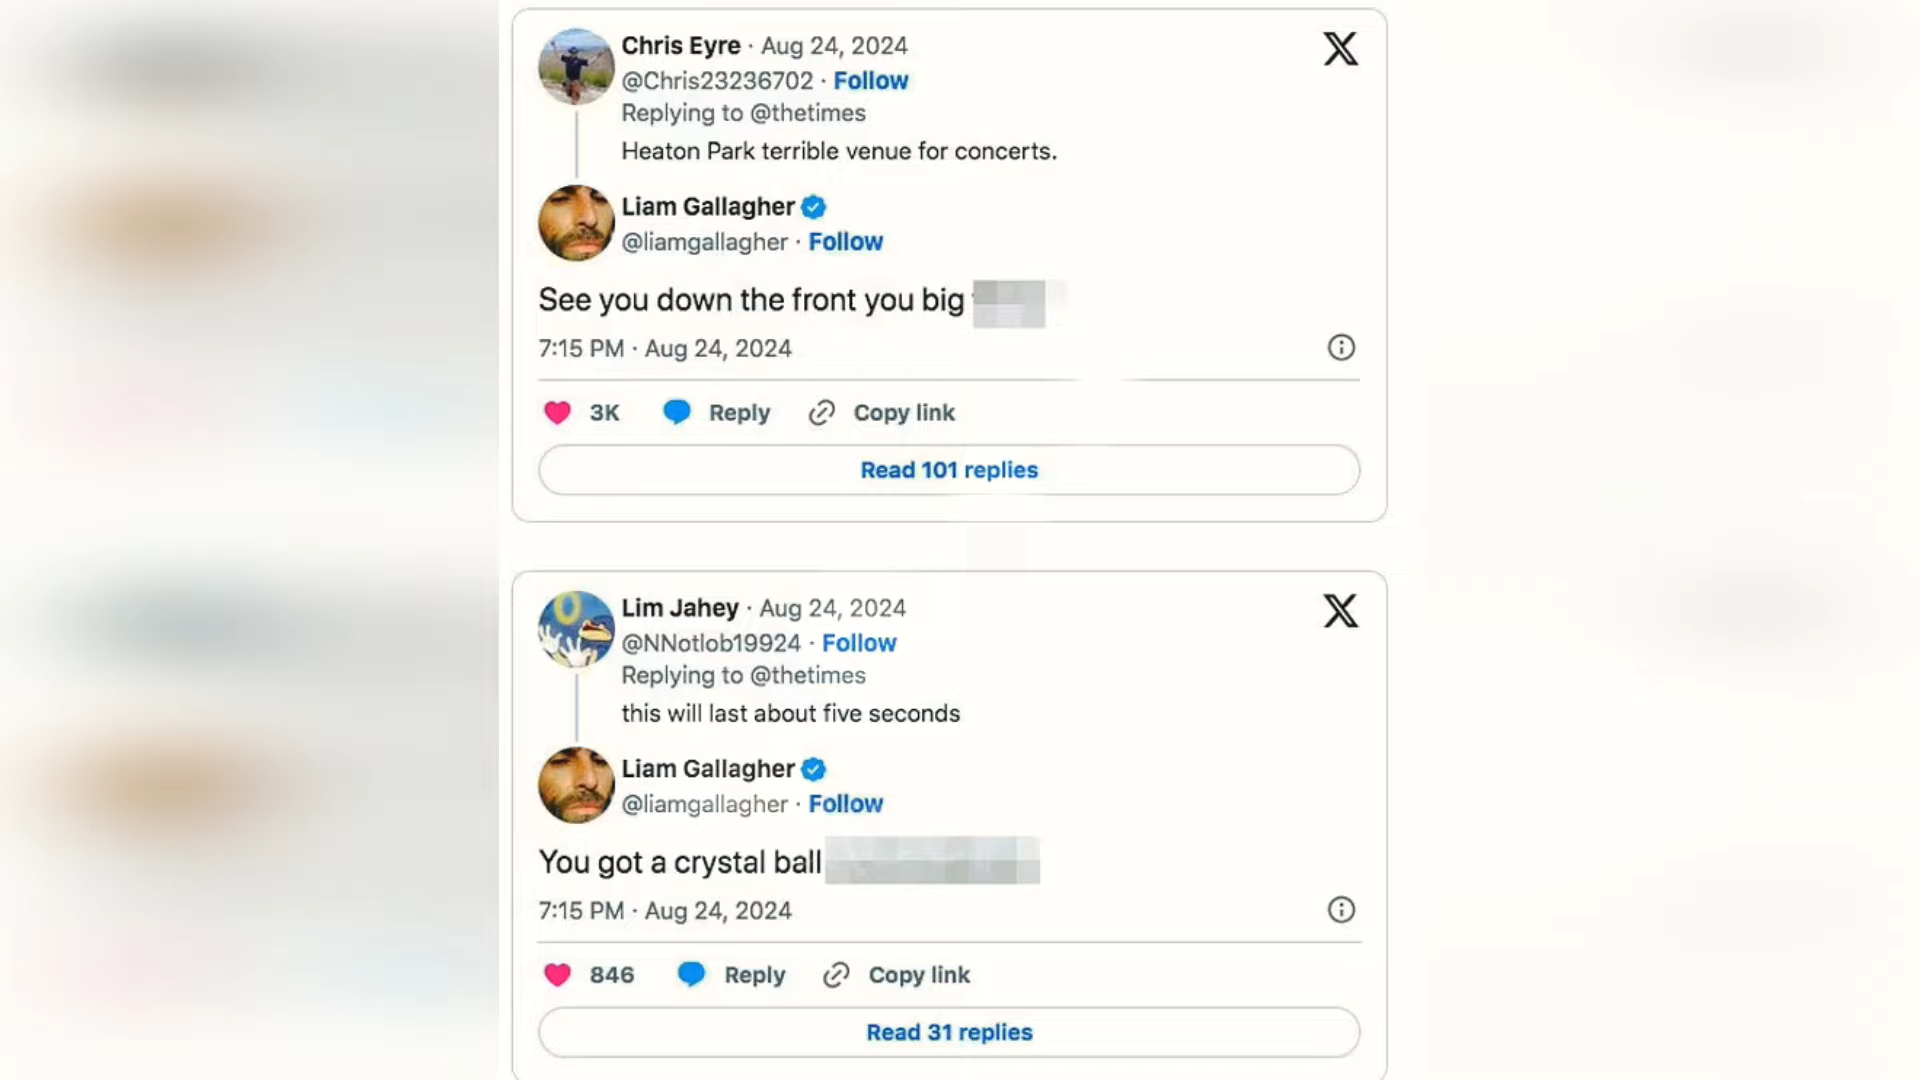 Chris Eyre · Aug 24, 2024
@Chris23236702 · Follow
Replying to @thetimes
Heaton Park terrible venue for concerts.
Liam Gallagher
@liamgallagher · Follow
See you down the front you big
7:15 PM · Aug 24, 2024
3K Reply Copy link
Read 101 replies
Lim Jahey · Aug 24, 2024
@NNotlob19924 · Follow
Replying to @thetimes
this will last about five seconds
Liam Gallagher
@liamgallagher · Follow
You got a crystal ball
7:15 PM · Aug 24, 2024
846 Reply Copy link
Read 31 replies